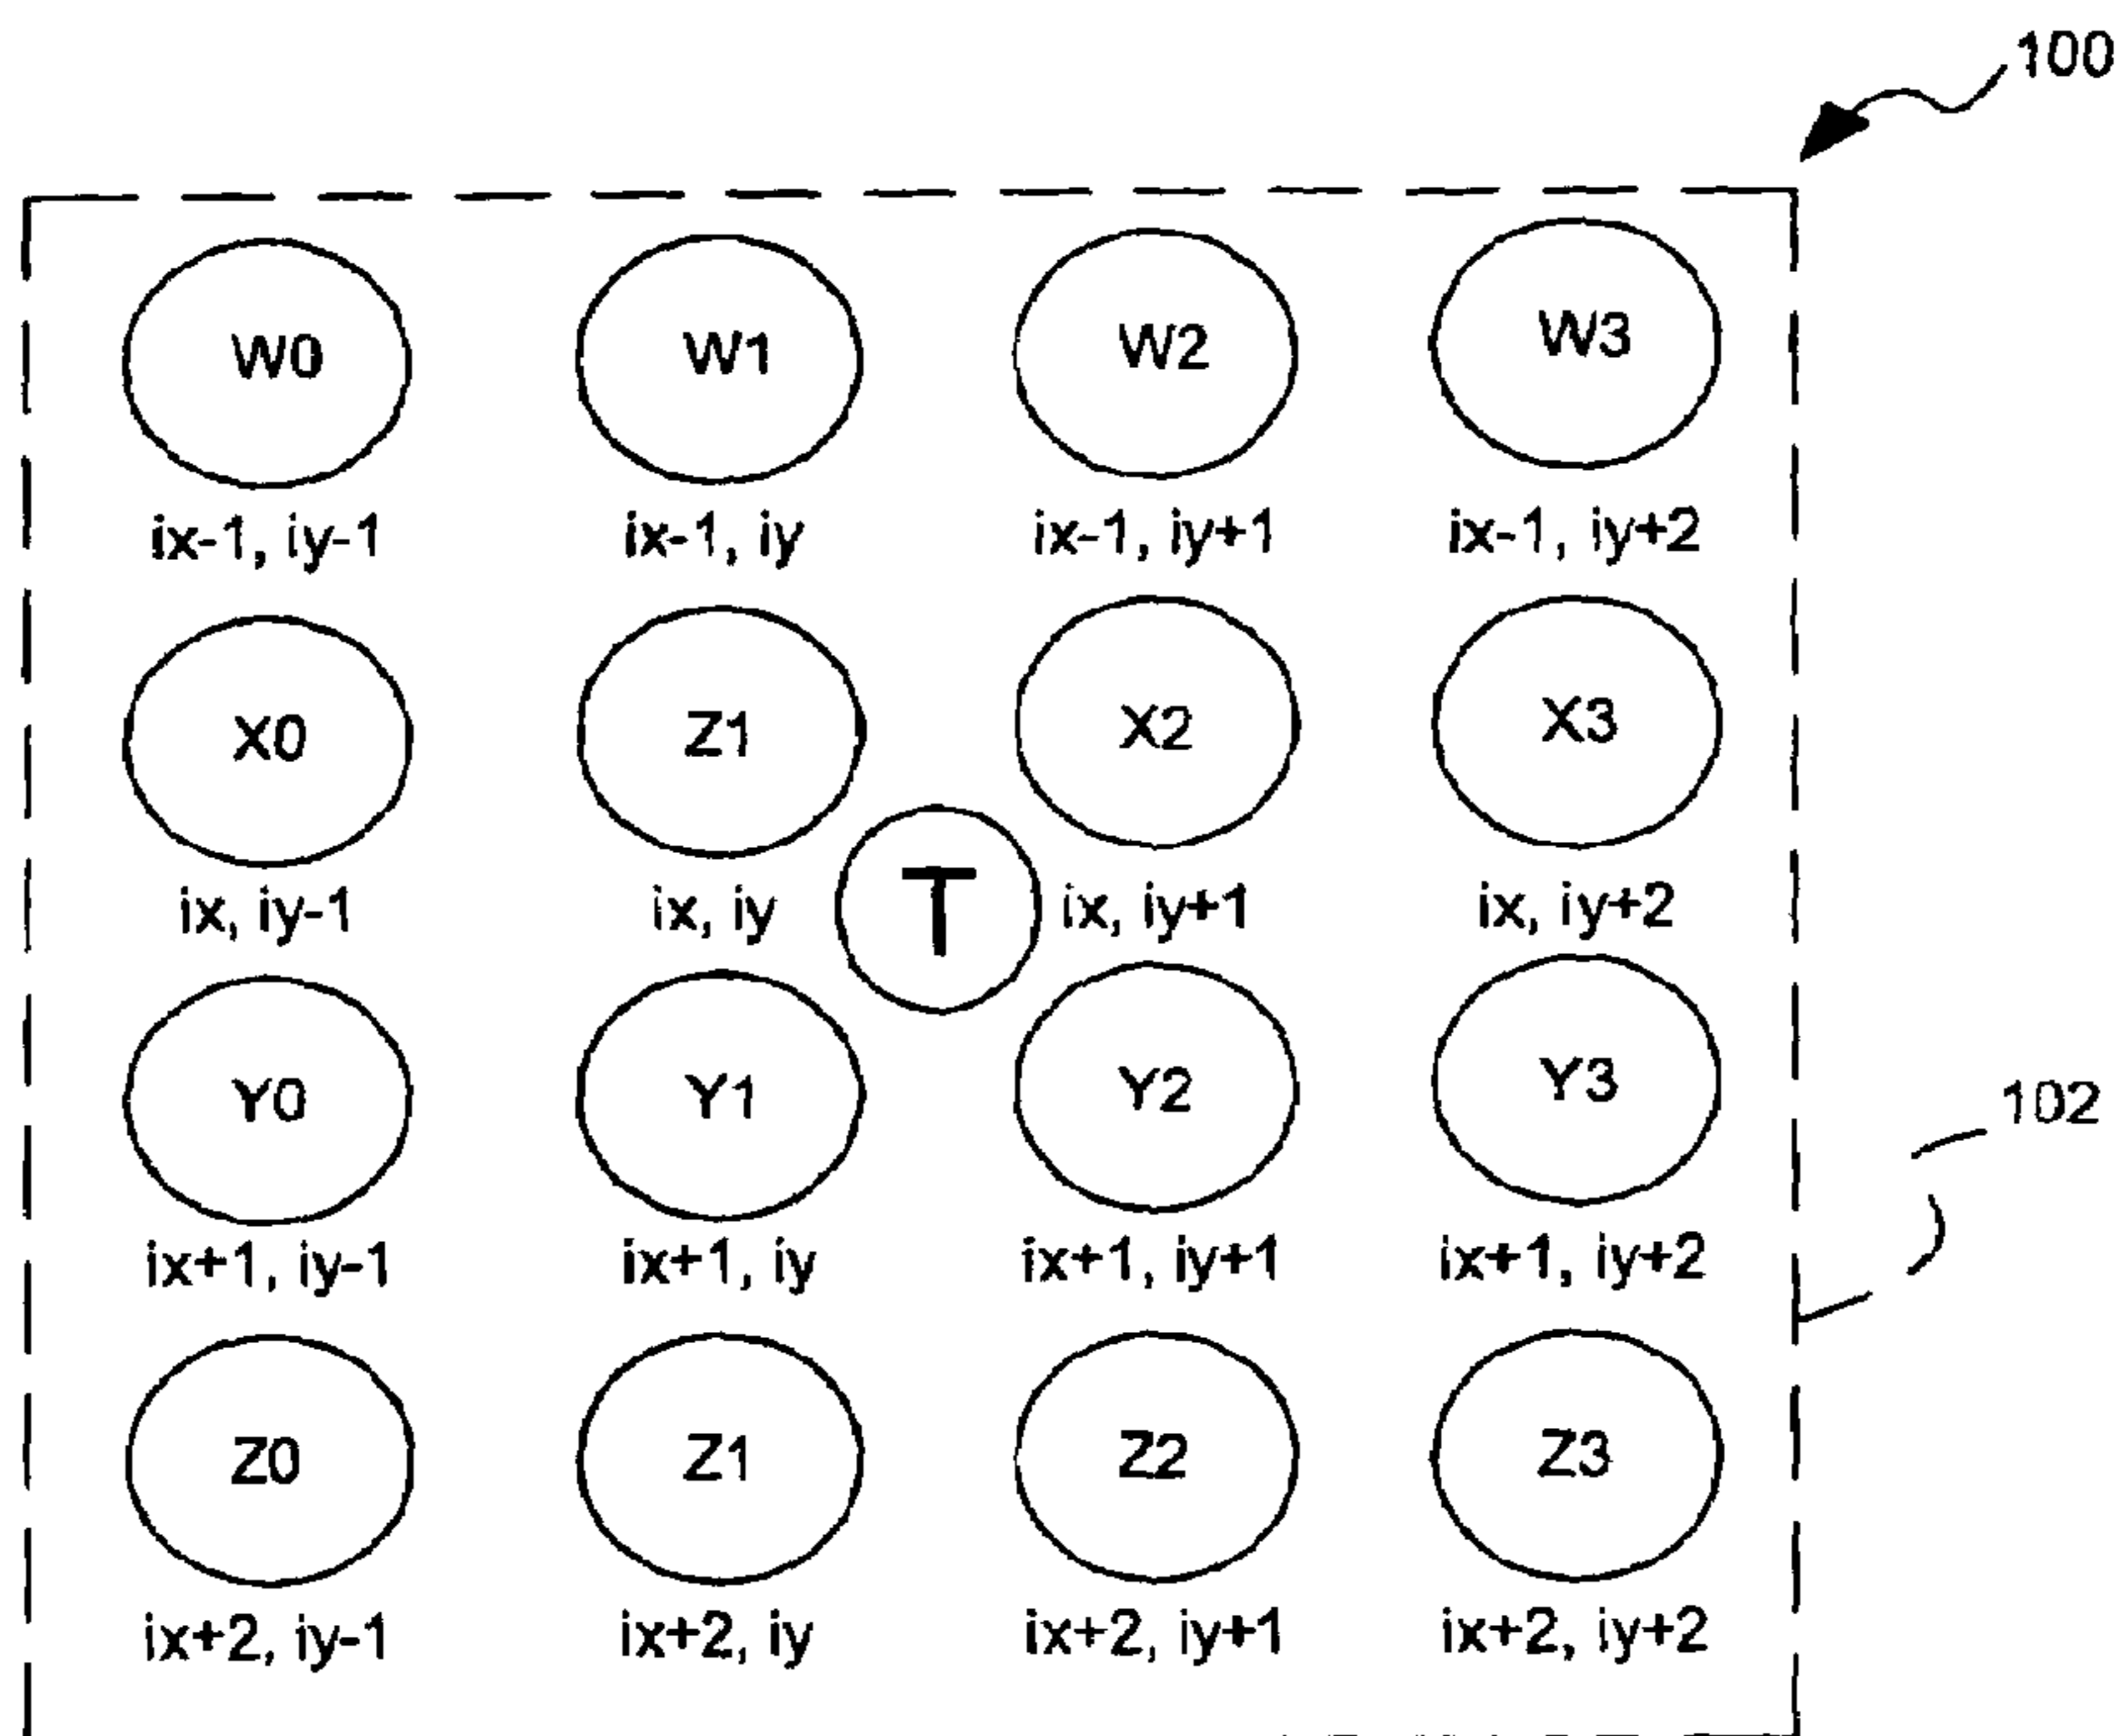 100
W0 W1 W2 W3
ix-1, iy-1 ix-1, iy ix-1, iy+1 ix-1, iy+2
X0 Z1 X2 X3
T
ix, iy-1 ix, iy ix, iy+1 ix, iy+2
Y0 Y1 Y2 Y3
102
ix+1, iy-1 ix+1, iy ix+1, iy+1 ix+1, iy+2
Z0 Z1 Z2 Z3
ix+2, iy-1 ix+2, iy ix+2, iy+1 ix+2, iy+2